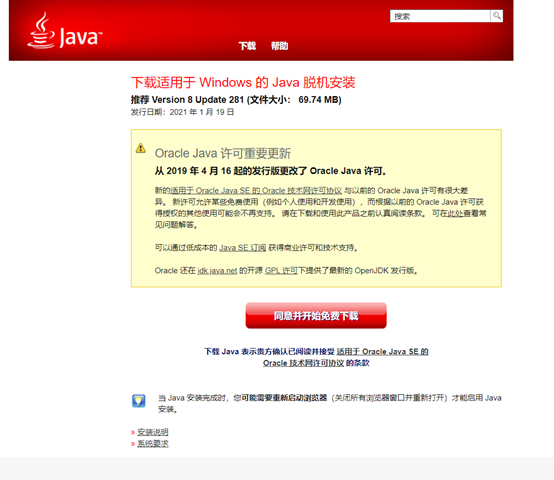 搜索
Java™
下载 帮助
下载适用于 Windows 的 Java 脱机安装
推荐 Version 8 Update 281 (文件大小： 69.74 MB)
发行日期：2021 年 1 月 19 日
Oracle Java 许可重要更新
从 2019 年 4 月 16 起的发行版更改了 Oracle Java 许可。
新的适用于 Oracle Java SE 的 Oracle 技术网许可协议 与以前的 Oracle Java 许可有很大差
异。 新许可允许某些免费使用（例如个人使用和开发使用），而根据以前的 Oracle Java 许可获
得授权的其他使用可能会不再支持。 请在下载和使用此产品之前认真阅读条款。 可在此处查看常
见问题解答。
可以通过低成本的 Java SE 订阅 获得商业许可和技术支持。
Oracle 还在 jdk.java.net 的开源 GPL 许可下提供了最新的 OpenJDK 发行版。
同意并开始免费下载
下载 Java 表示贵方确认已阅读并接受 适用于 Oracle Java SE 的
Oracle 技术网许可协议 的条款
当 Java 安装完成时，您可能需要重新启动浏览器（关闭所有浏览器窗口并重新打开）才能启用 Java
安装。
» 安装说明
» 系统要求